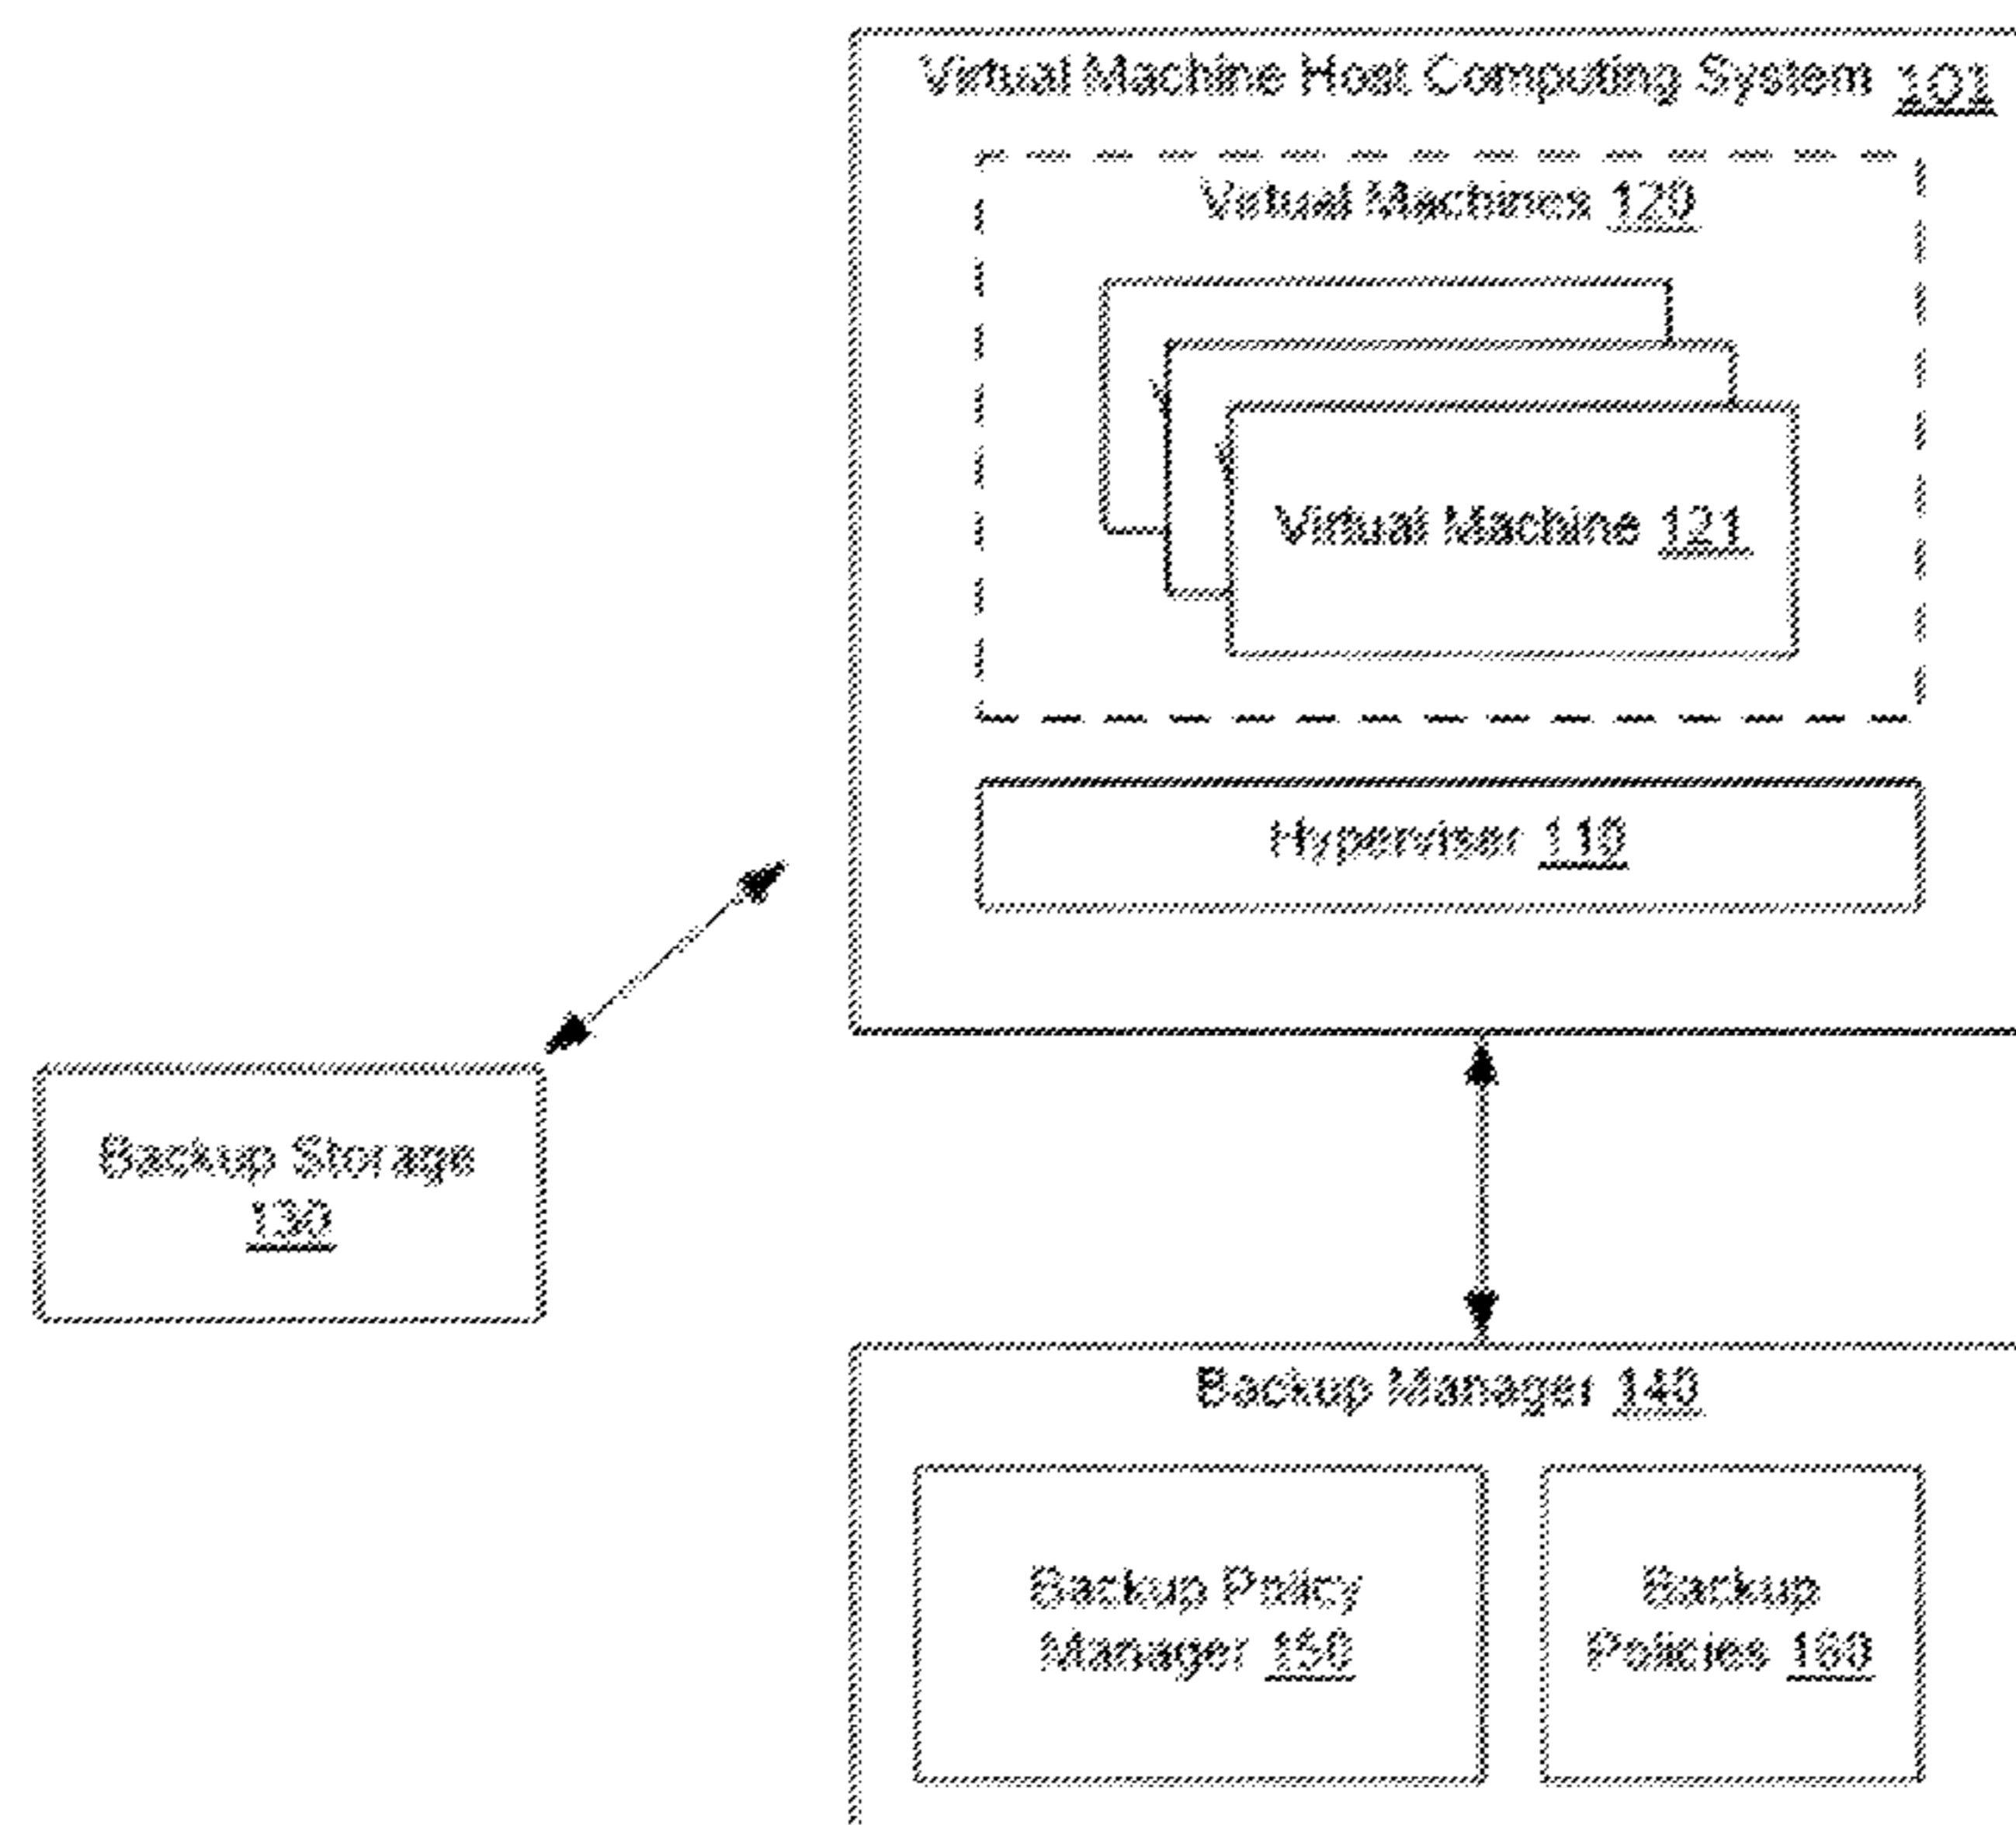 Virtual Machine Host Computing System 101
Virtual Machines 120
Virtual Machine 121
Hyperviser 110
Backup Storage
130
Backup Manager 140
Backup Policy
Manager 150
Backup
Policies 160